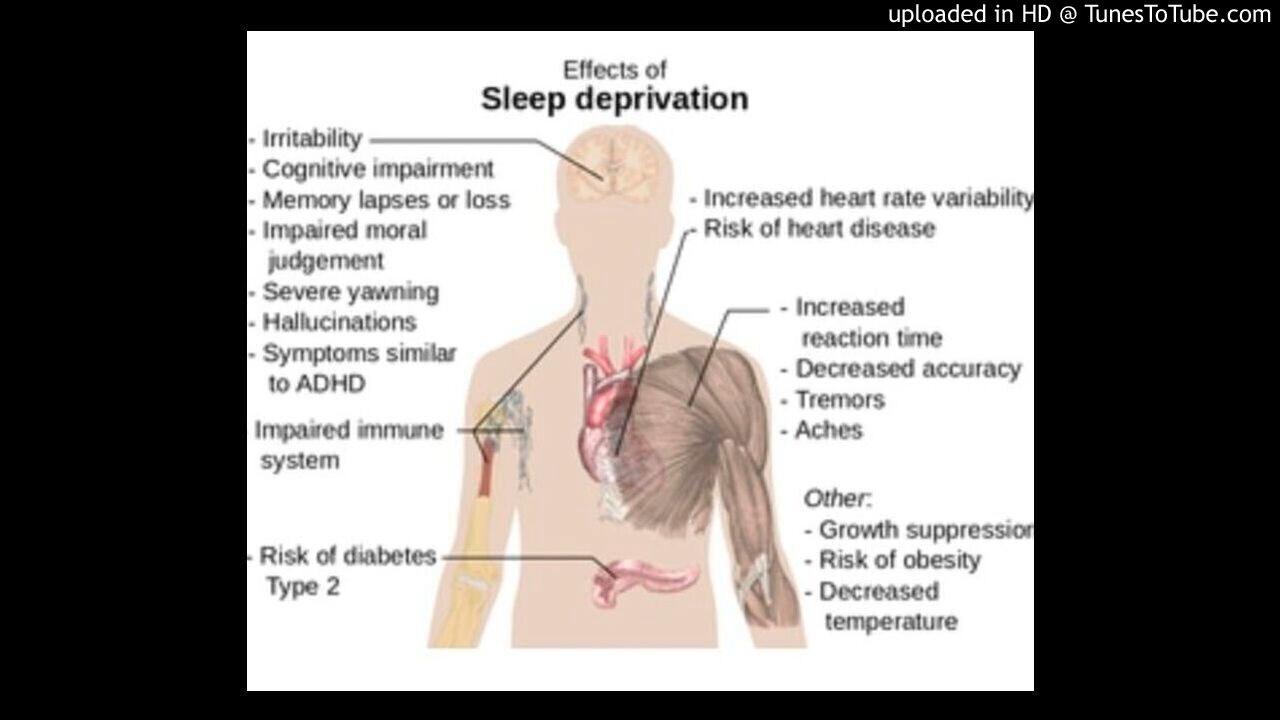 uploaded in HD @ TunesToTube.com
Effects of
Sleep deprivation
- Irritability
- Cognitive impairment
- Memory lapses or loss
- Impaired moral
judgement
- Severe yawning
- Hallucinations
- Symptoms similar
to ADHD
Impaired immune
system
- Risk of diabetes
Type 2
- Increased heart rate variability
- Risk of heart disease
- Increased
reaction time
- Decreased accuracy
- Tremors
- Aches
Other:
- Growth suppression
- Risk of obesity
- Decreased
temperature